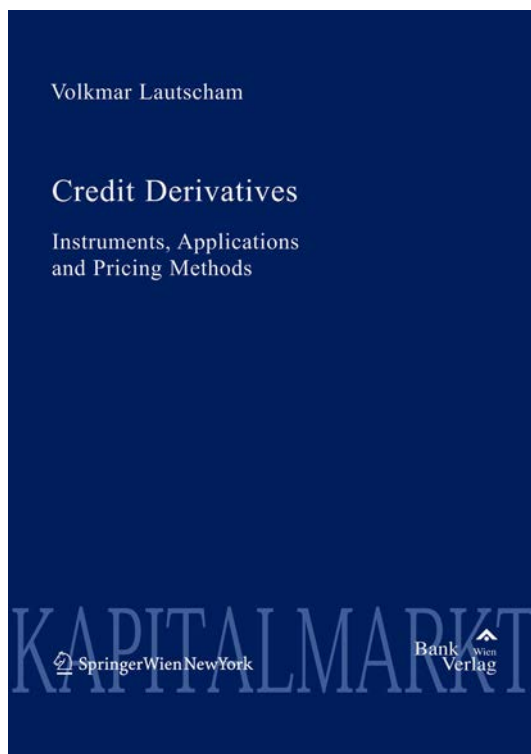 Volkmar Lautscham
Credit Derivatives
Instruments, Applications
and Pricing Methods
KAPITALMARKT
SpringerWienNewYork
Bank Wien
Verlag